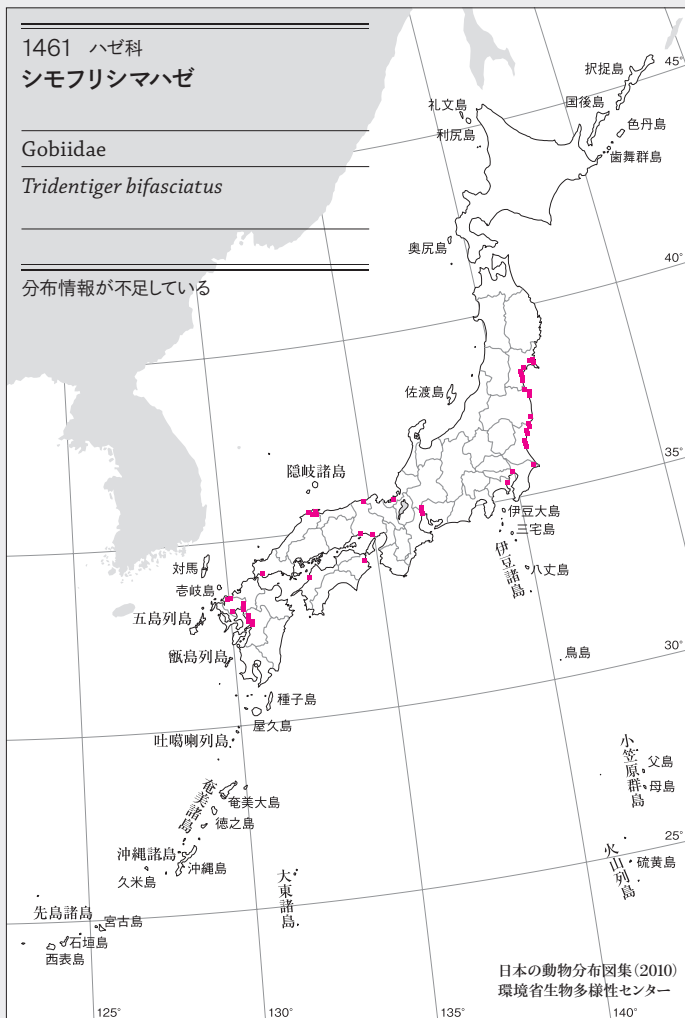 1461 ハゼ科
シモフリシマハゼ
Gobiidae
Tridentiger bifasciatus
分布情報が不足している
択捉島
国後島
色丹島
歯舞群島
礼文島
利尻島
奥尻島
佐渡島
隠岐諸島
対馬
壱岐島
五島列島
甑島列島
種子島
屋久島
吐噶喇列島
奄美諸島
奄美大島
徳之島
沖縄諸島
沖縄島
久米島
先島諸島
宮古島
石垣島
西表島
大東諸島
伊豆大島
三宅島
伊豆諸島
八丈島
鳥島
小笠原群島
父島
母島
火山列島
硫黄島
45°
40°
35°
30°
25°
125°
130°
135°
140°
日本の動物分布図集(2010)
環境省生物多様性センター